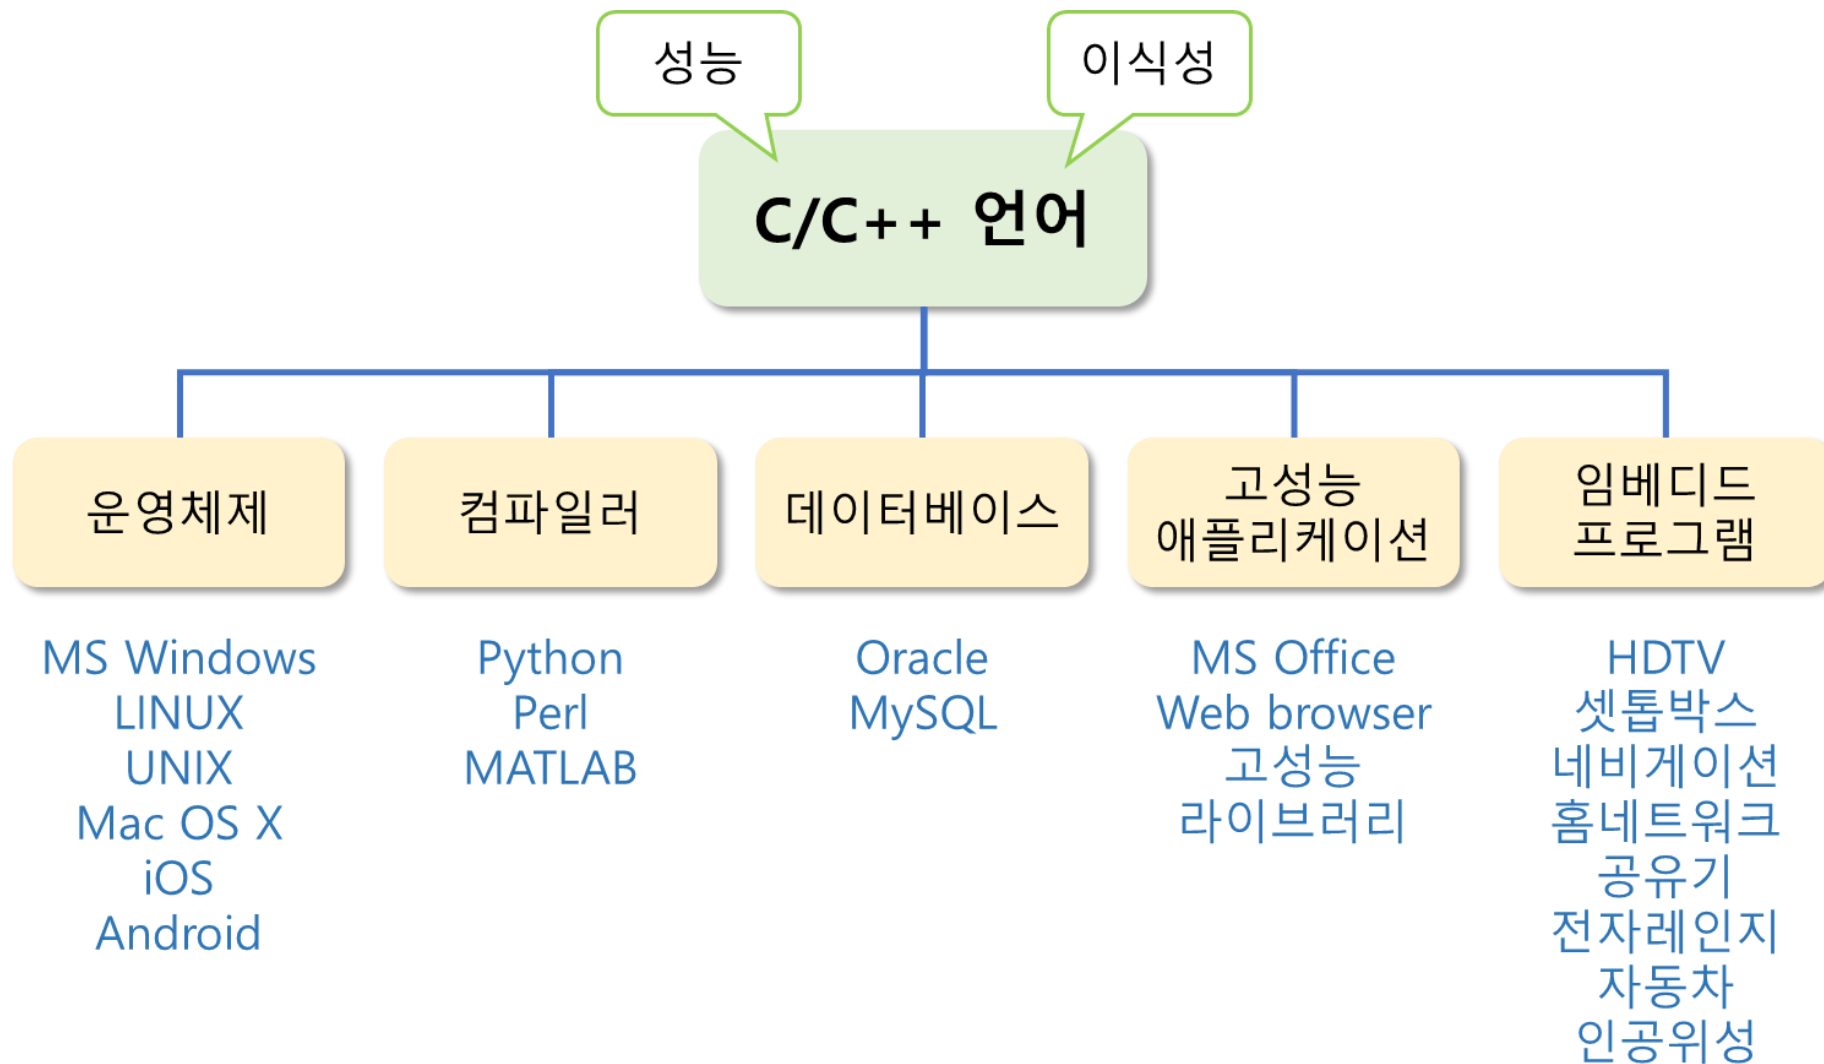 성능
이식성
C/C++ 언어
운영체제
컴파일러
데이터베이스
고성능
애플리케이션
임베디드
프로그램
MS Windows
LINUX
UNIX
Mac OS X
iOS
Android
Python
Perl
MATLAB
Oracle
MySQL
MS Office
Web browser
고성능
라이브러리
HDTV
셋톱박스
네비게이션
홈네트워크
공유기
전자레인지
자동차
인공위성